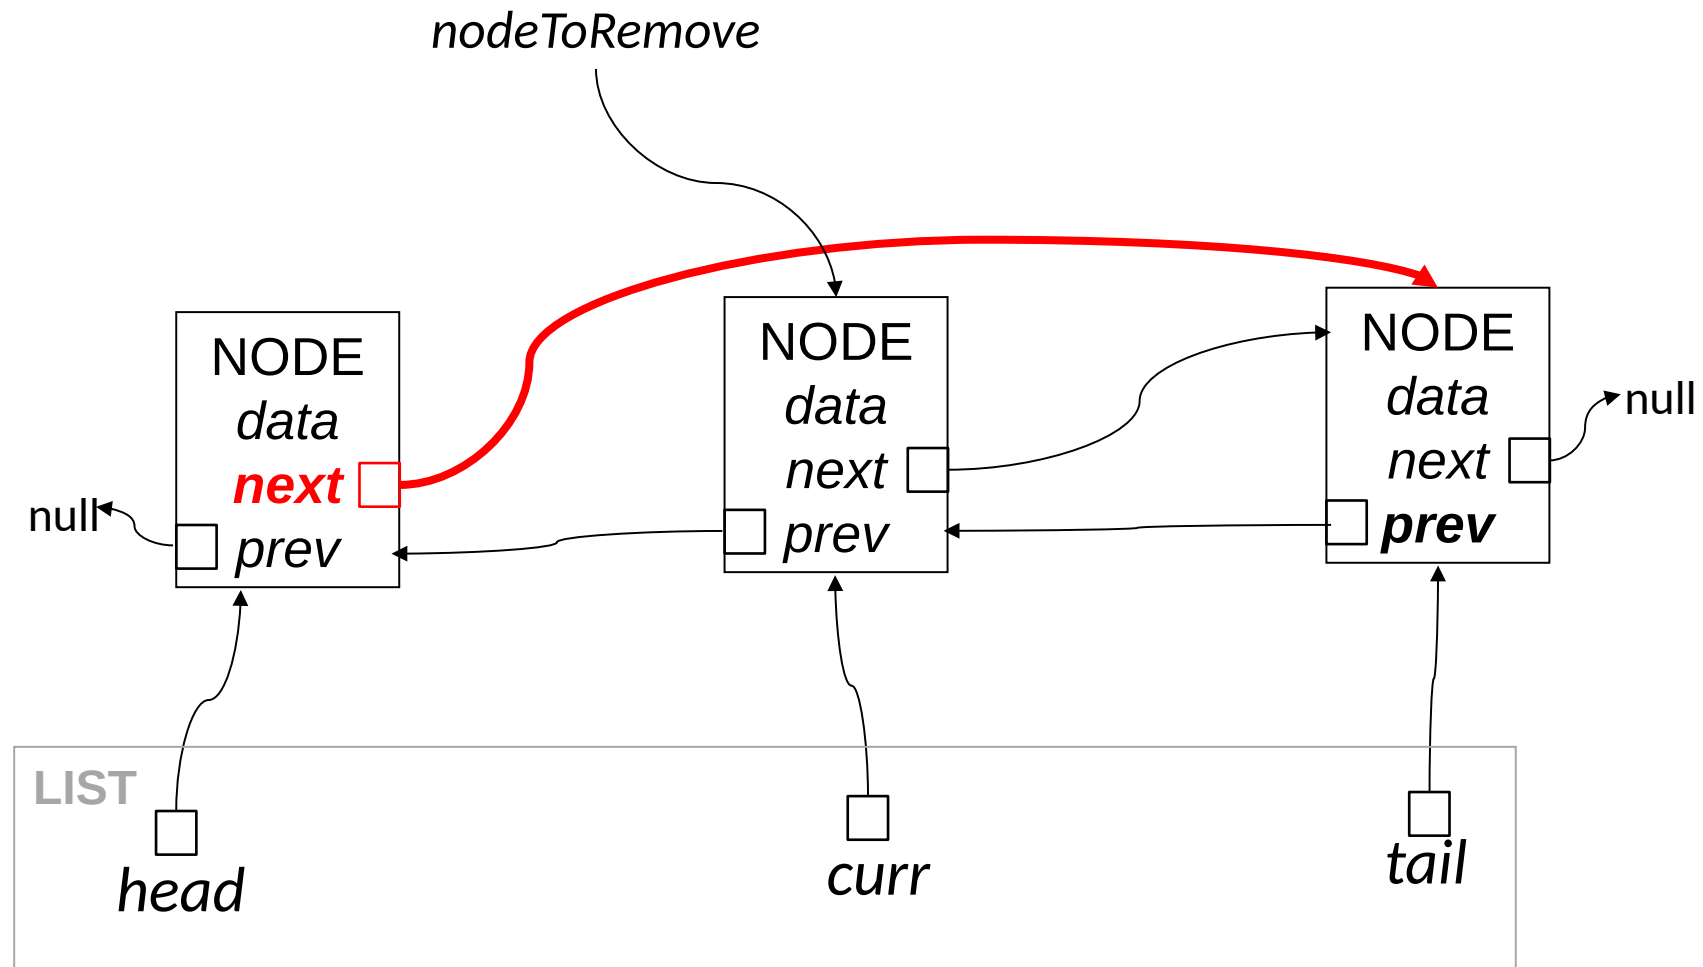 nodeToRemove
NODE
data
next
prev
null
NODE
data
next
prev
NODE
data
next
prev
null
LIST
head
curr
tail